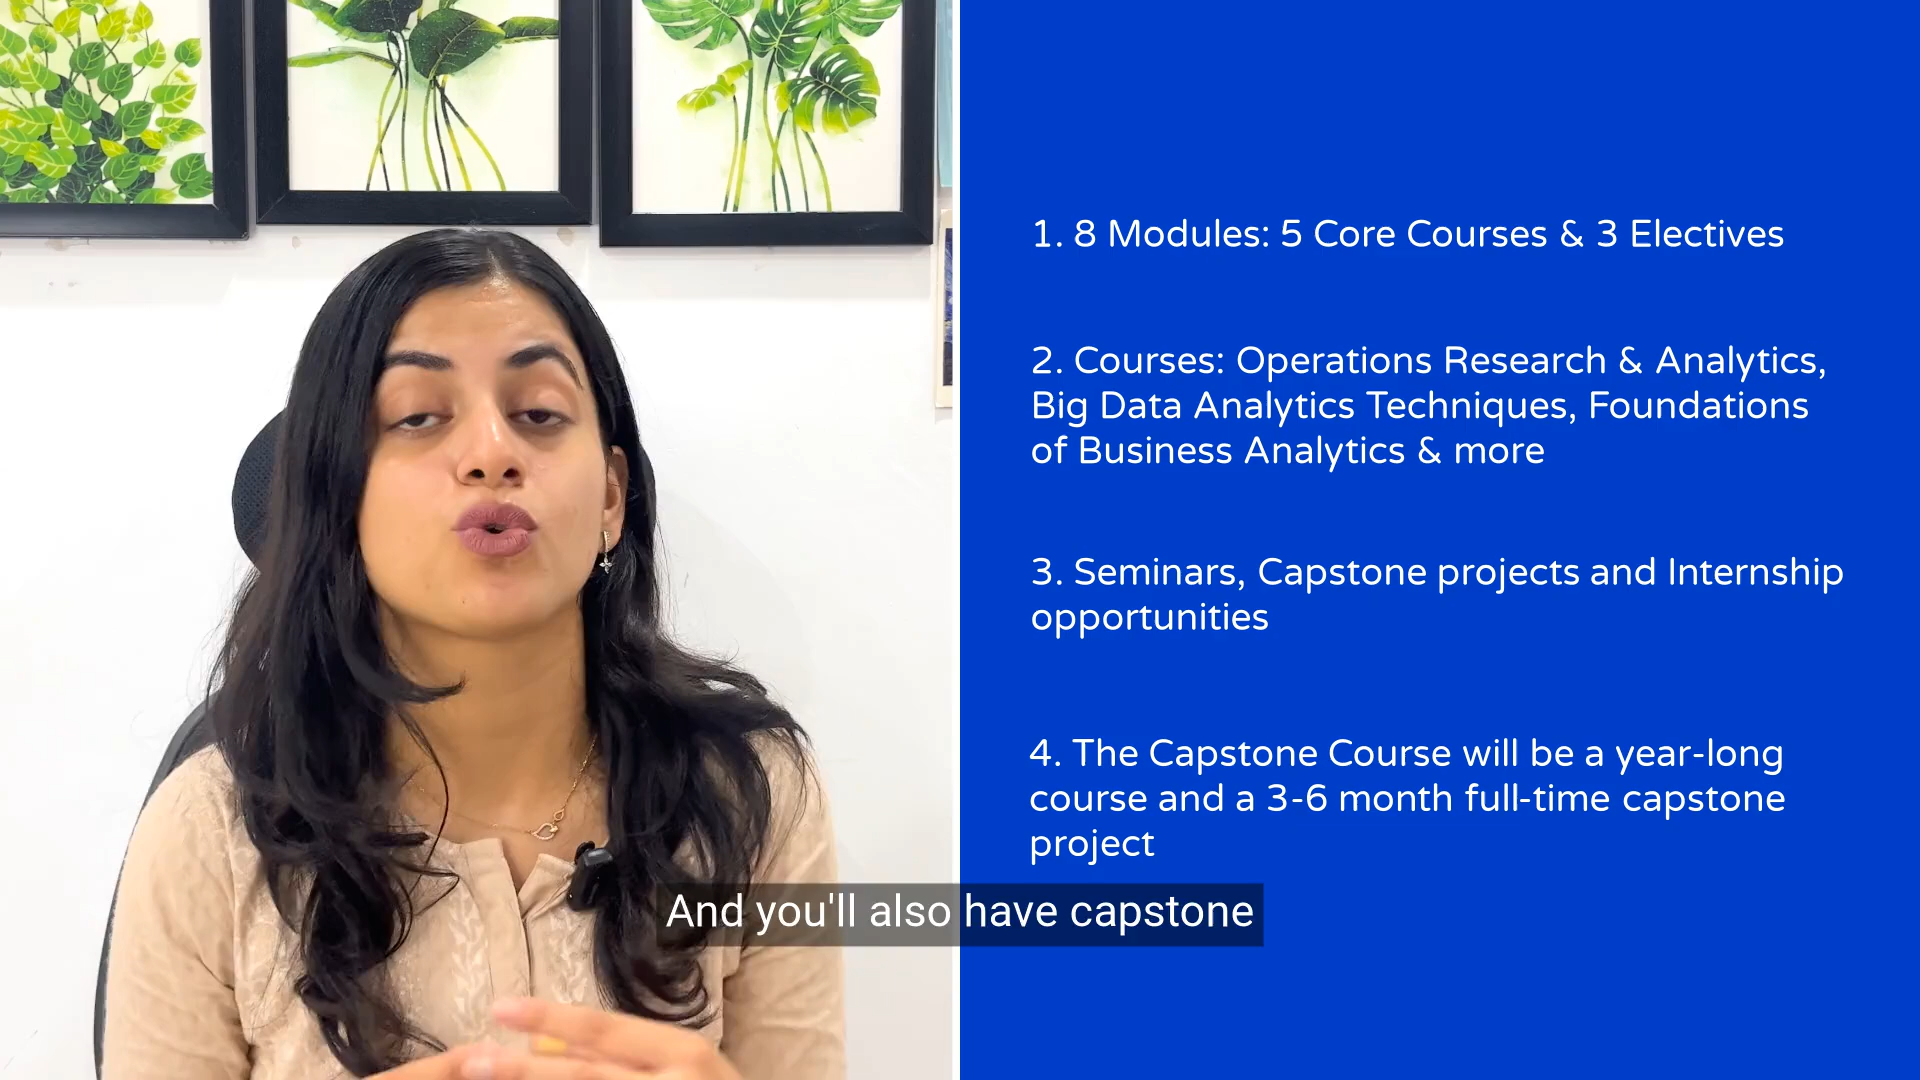 1. 8 Modules: 5 Core Courses & 3 Electives
2. Courses: Operations Research & Analytics,
Big Data Analytics Techniques, Foundations
of Business Analytics & more
3. Seminars, Capstone projects and Internship
opportunities
4. The Capstone Course will be a year-long
course and a 3-6 month full-time capstone
project
And you'll also have capstone